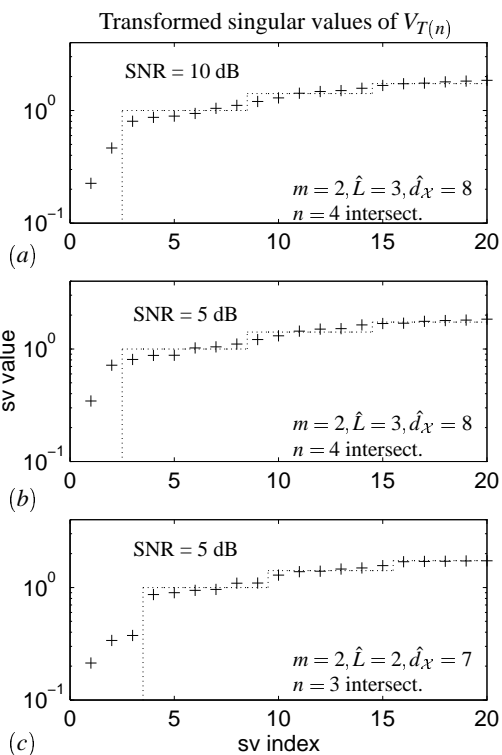 Transformed singular values of V_{T(n)}
SNR = 10 dB
10^0
m = 2, L̂ = 3, d̂_X = 8
n = 4 intersect.
10^{−1}
0 5 10 15 20
(a)
SNR = 5 dB
10^0
sv value
m = 2, L̂ = 3, d̂_X = 8
n = 4 intersect.
10^{−1}
0 5 10 15 20
(b)
SNR = 5 dB
10^0
m = 2, L̂ = 2, d̂_X = 7
n = 3 intersect.
10^{−1}
0 5 10 15 20
(c)
sv index